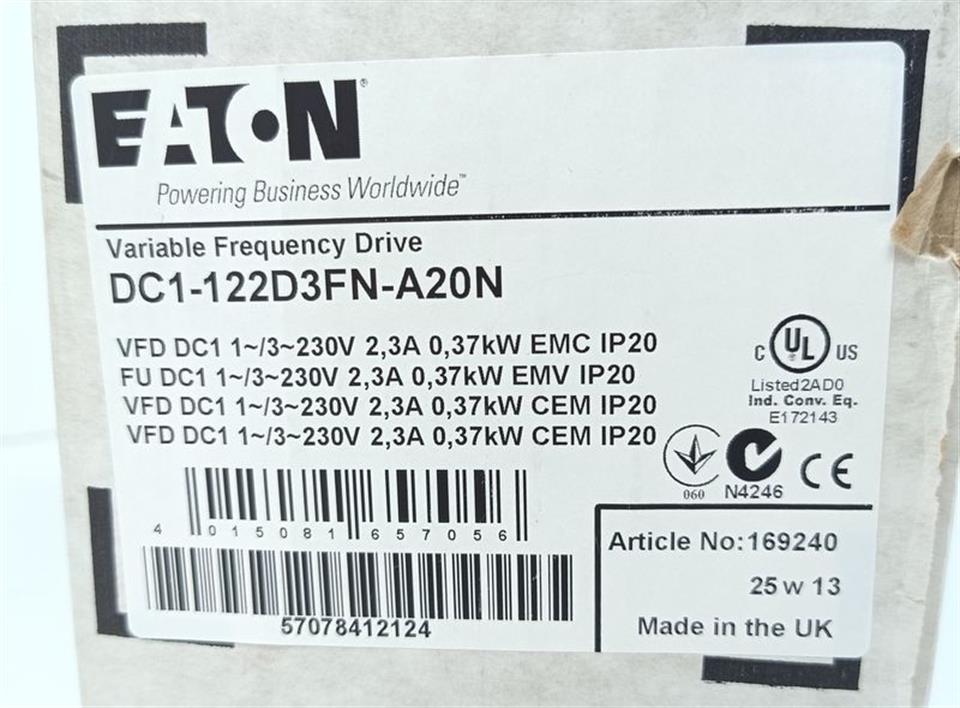 EATON
Powering Business Worldwide™
Variable Frequency Drive
DC1-122D3FN-A20N
VFD DC1 1~/3~230V 2,3A 0,37kW EMC IP20
FU DC1 1~/3~230V 2,3A 0,37kW EMV IP20
VFD DC1 1~/3~230V 2,3A 0,37kW CEM IP20
VFD DC1 1~/3~230V 2,3A 0,37kW CEM IP20
C UL US
Listed2AD0
Ind. Conv. Eq.
E172143
060
N4246
CE
4 015081 657056
57078412124
Article No:169240
25 w 13
Made in the UK